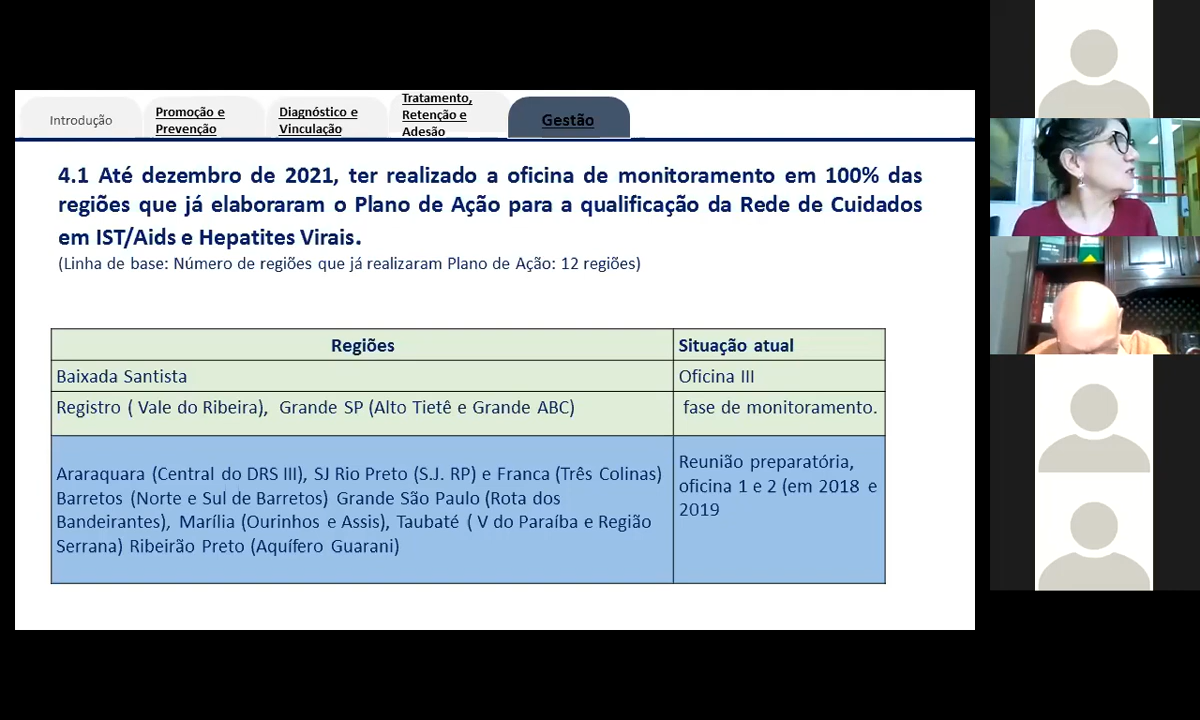 Introdução
Promoção e
Prevenção
Diagnóstico e
Vinculação
Tratamento,
Retenção e
Adesão
Gestão
4.1 Até dezembro de 2021, ter realizado a oficina de monitoramento em 100% das
regiões que já elaboraram o Plano de Ação para a qualificação da Rede de Cuidados
em IST/Aids e Hepatites Virais.
(Linha de base: Número de regiões que já realizaram Plano de Ação: 12 regiões)
Regiões
Situação atual
Baixada Santista
Oficina III
Registro ( Vale do Ribeira), Grande SP (Alto Tietê e Grande ABC)
fase de monitoramento.
Araraquara (Central do DRS III), SJ Rio Preto (S.J. RP) e Franca (Três Colinas)
Barretos (Norte e Sul de Barretos) Grande São Paulo (Rota dos
Bandeirantes), Marília (Ourinhos e Assis), Taubaté ( V do Paraíba e Região
Serrana) Ribeirão Preto (Aquífero Guarani)
Reunião preparatória,
oficina 1 e 2 (em 2018 e
2019